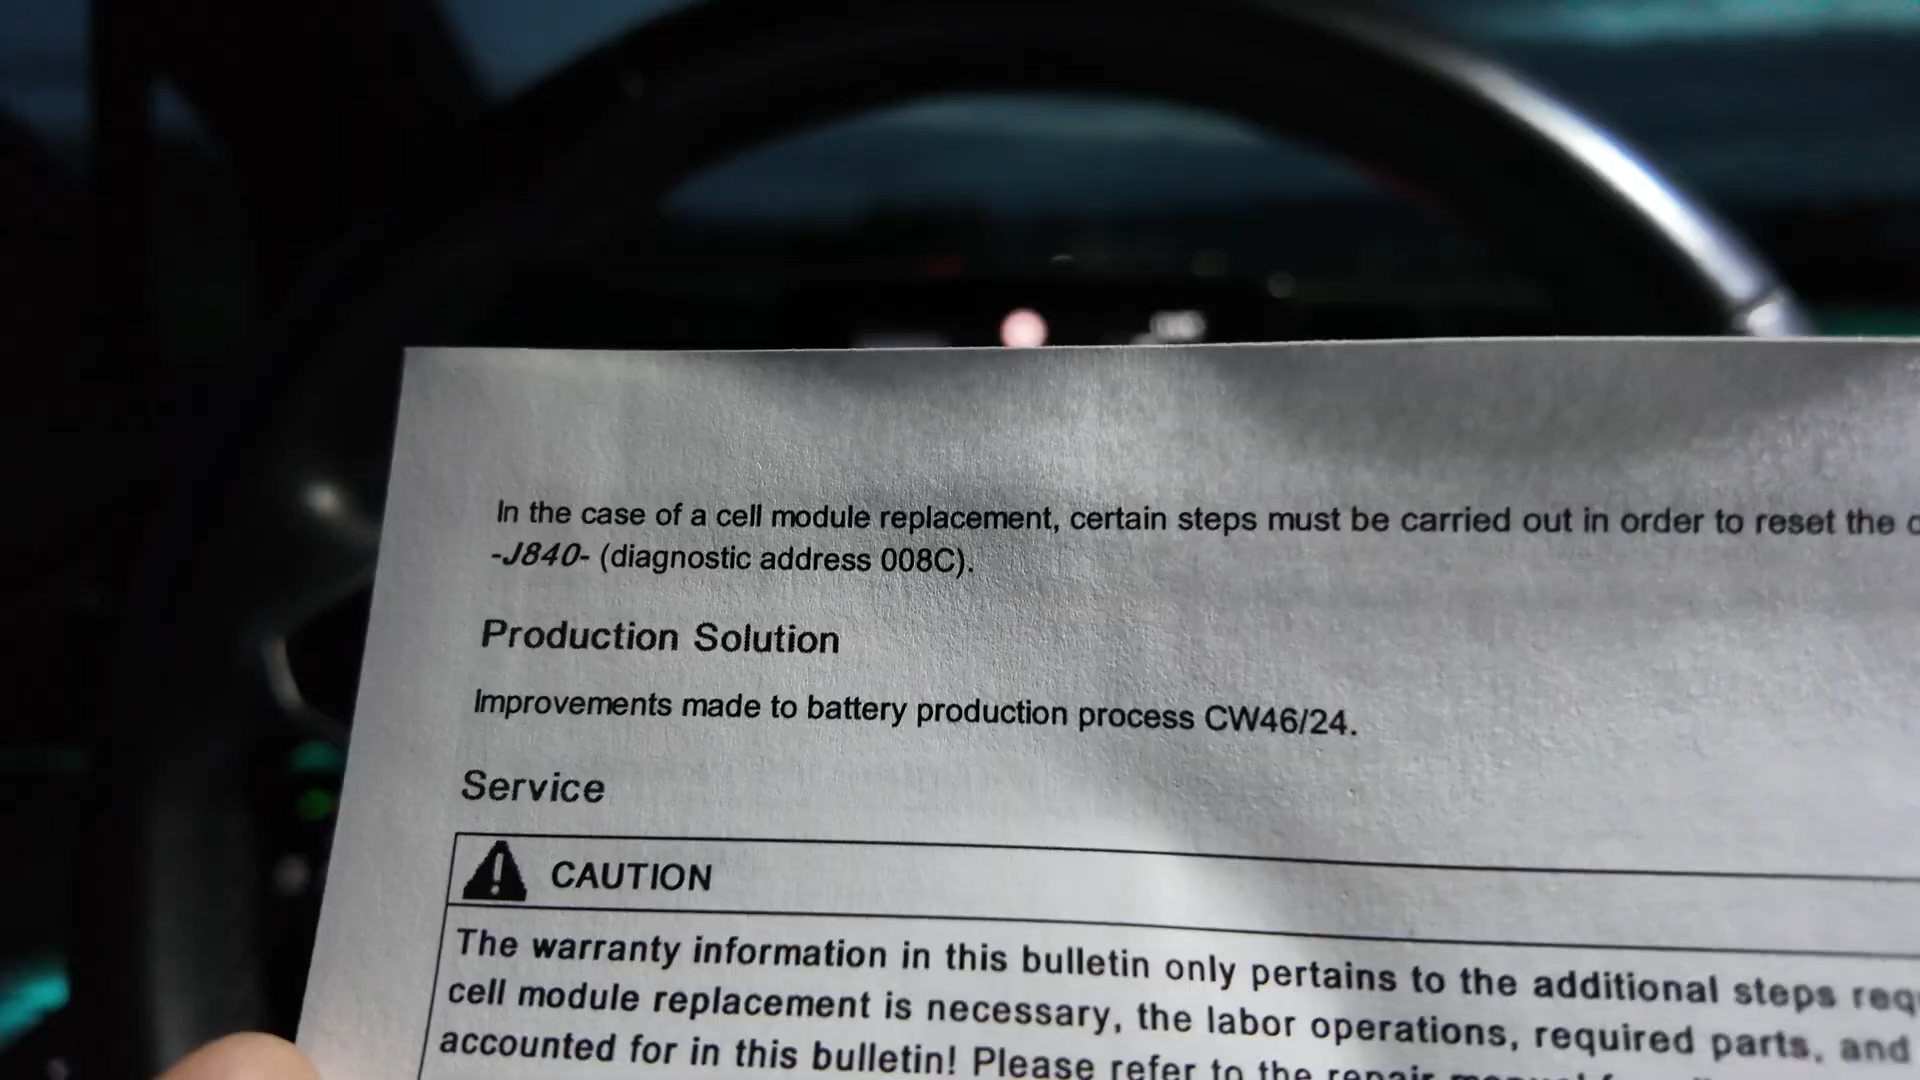 In the case of a cell module replacement, certain steps must be carried out in order to reset the
-J840- (diagnostic address 008C).
Production Solution
Improvements made to battery production process CW46/24.
Service
CAUTION
The warranty information in this bulletin only pertains to the additional steps
cell module replacement is necessary, the labor operations, required parts, and
accounted for in this bulletin! Please refer to the repair manual